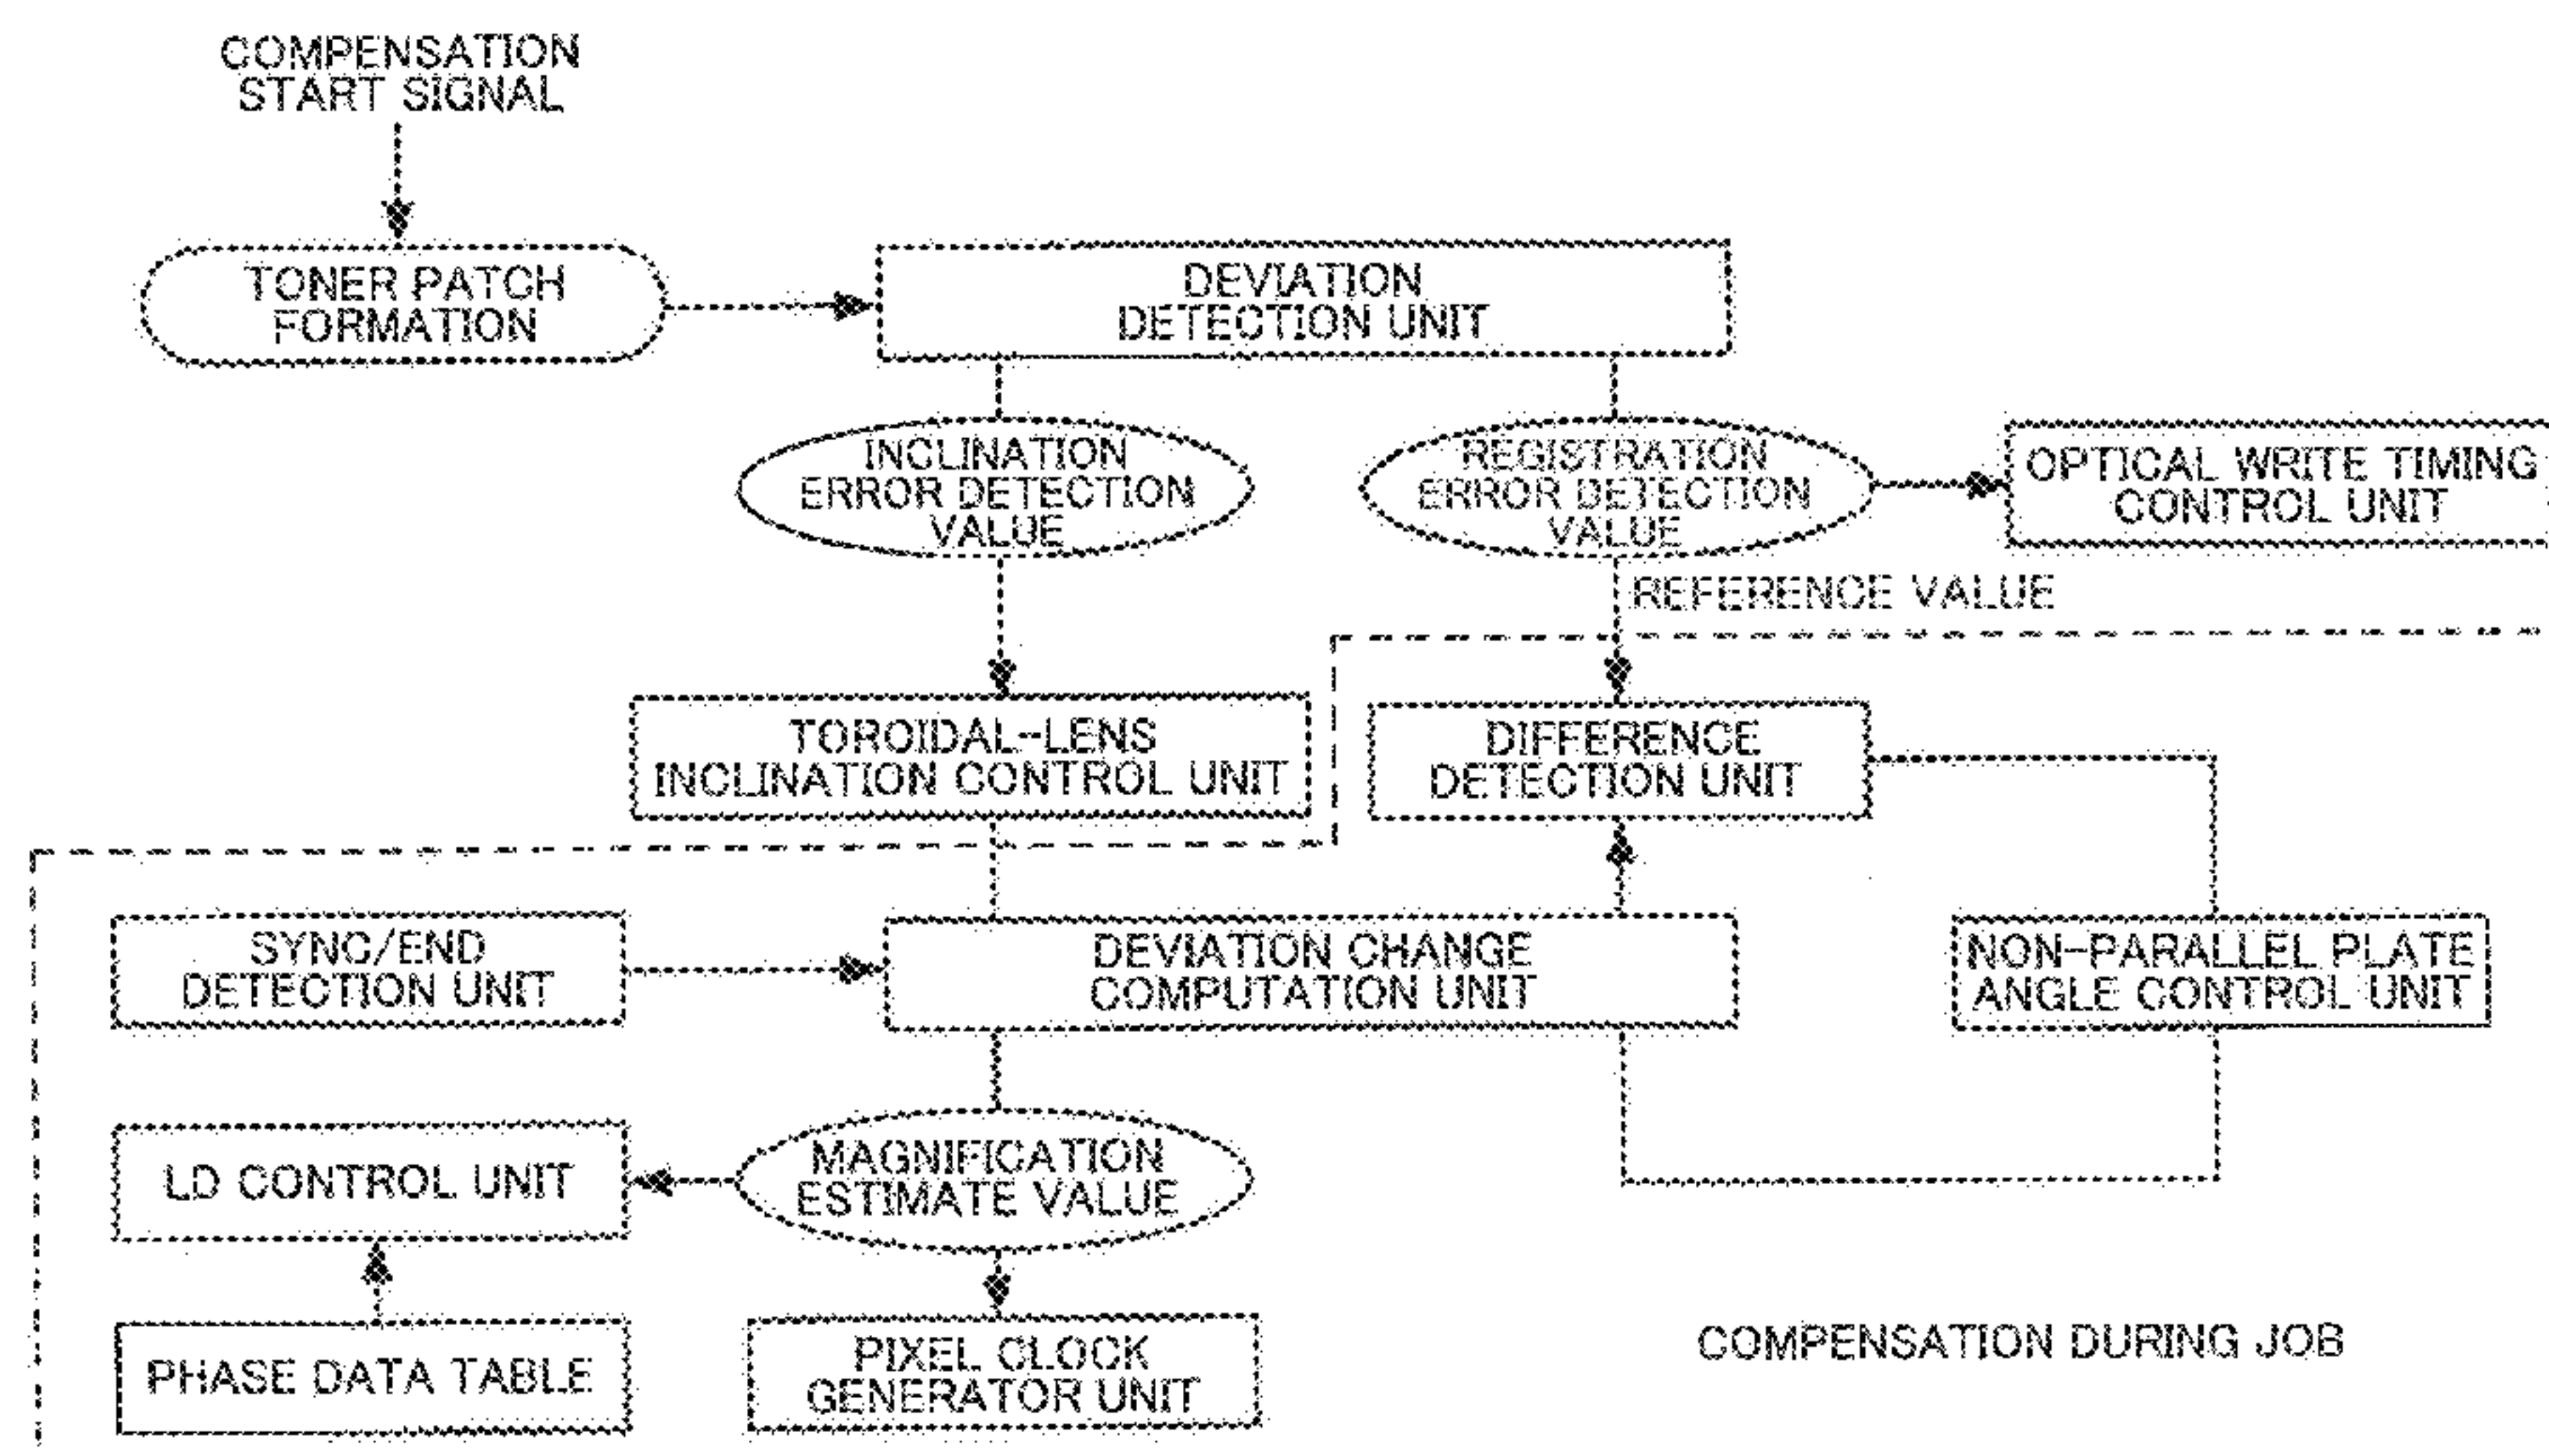 COMPENSATION
START SIGNAL
TONER PATCH
FORMATION
DEVIATION
DETECTION UNIT
INCLINATION
ERROR DETECTION
VALUE
REGISTRATION
ERROR DETECTION
VALUE
OPTICAL WRITE TIMING
CONTROL UNIT
REFERENCE VALUE
TOROIDAL-LENS
INCLINATION CONTROL UNIT
DIFFERENCE
DETECTION UNIT
SYNC/END
DETECTION UNIT
DEVIATION CHANGE
COMPUTATION UNIT
NON-PARALLEL PLATE
ANGLE CONTROL UNIT
LD CONTROL UNIT
MAGNIFICATION
ESTIMATE VALUE
PHASE DATA TABLE
PIXEL CLOCK
GENERATOR UNIT
COMPENSATION DURING JOB